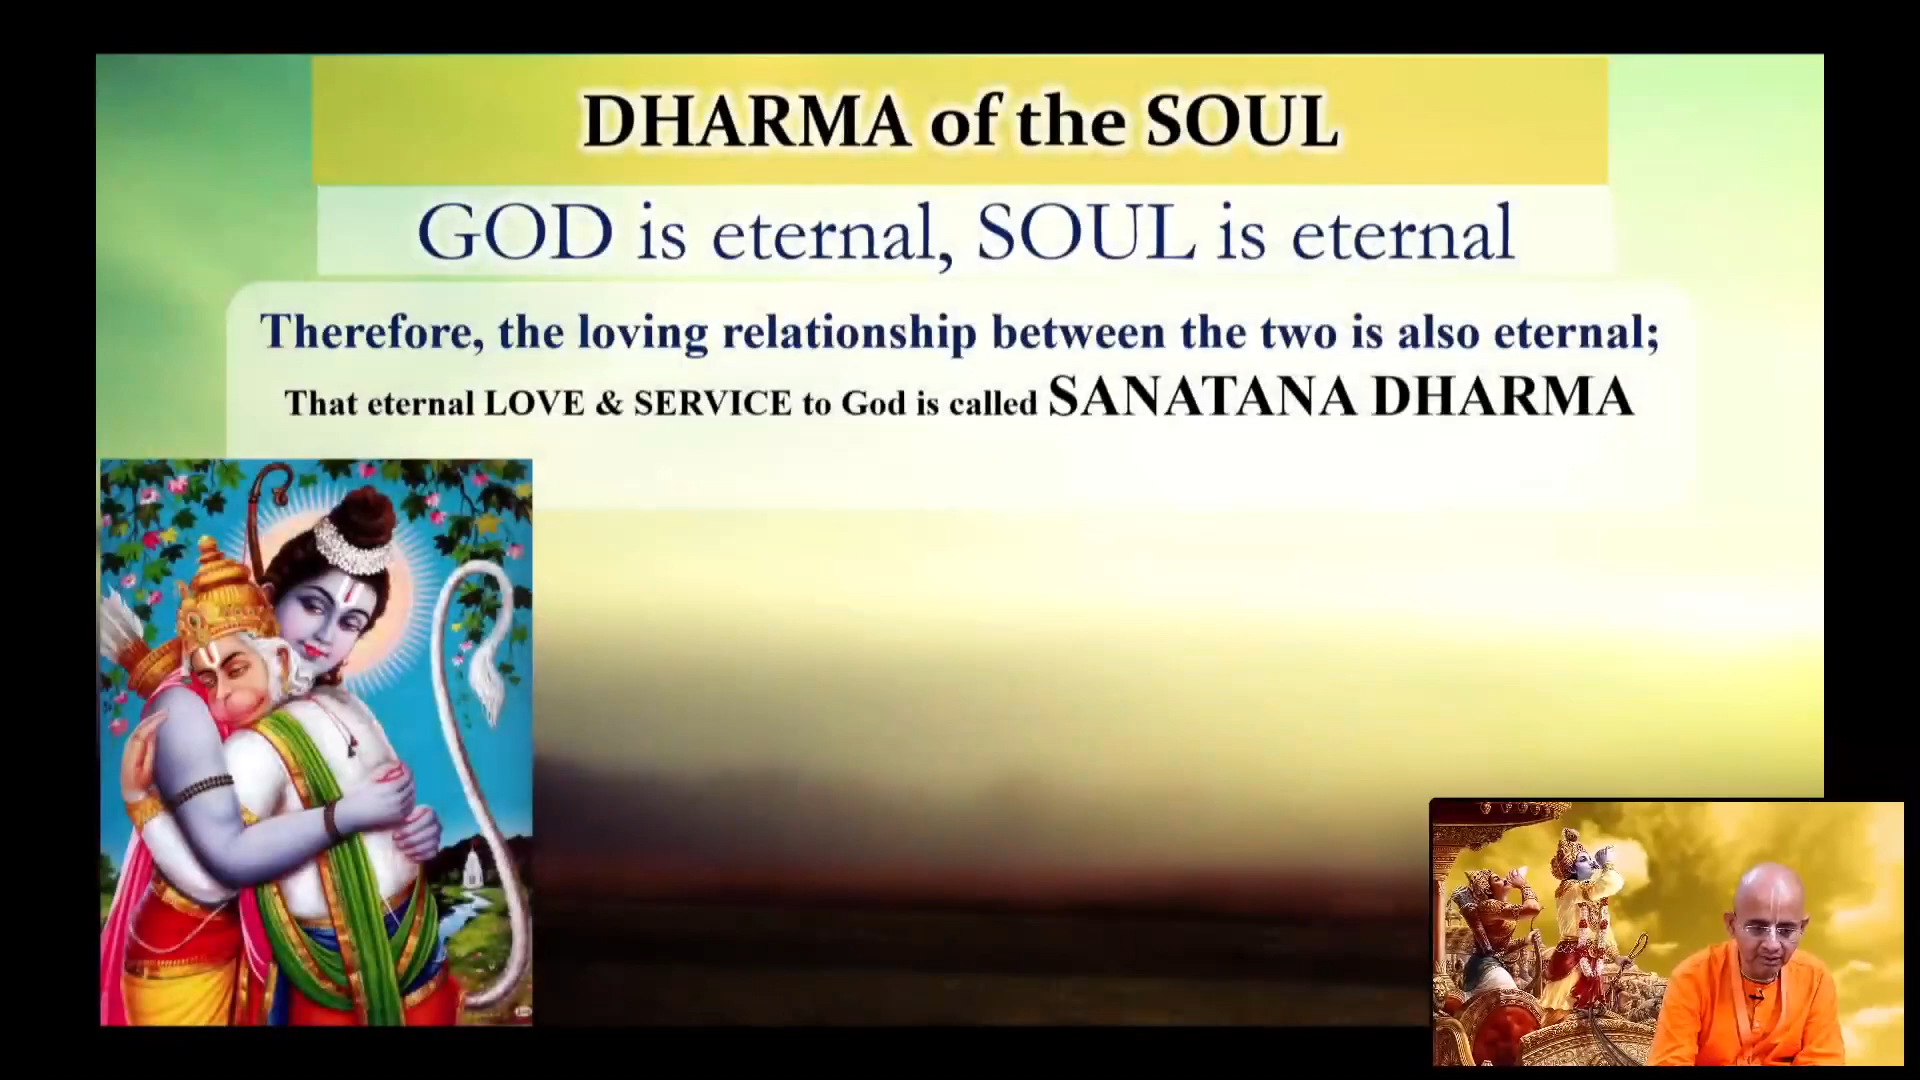 DHARMA of the SOUL
GOD is eternal, SOUL is eternal
Therefore, the loving relationship between the two is also eternal;
That eternal LOVE & SERVICE to God is called SANATANA DHARMA